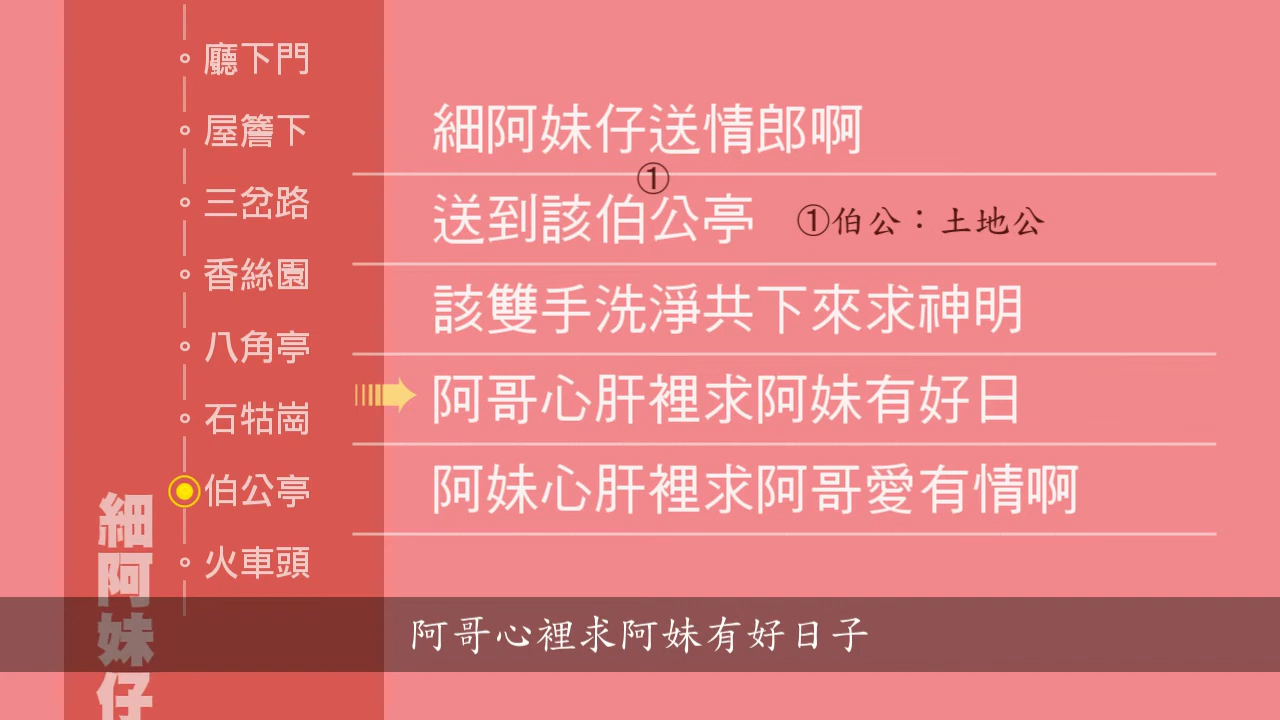 廳下門
屋簷下
三岔路
香絲園
八角亭
石牯崗
伯公亭
火車頭
細阿妹仔
細阿妹仔送情郎啊
①
送到該伯公亭 ①伯公：土地公
該雙手洗淨共下來求神明
阿哥心肝裡求阿妹有好日
阿妹心肝裡求阿哥愛有情啊
阿哥心裡求阿妹有好日子